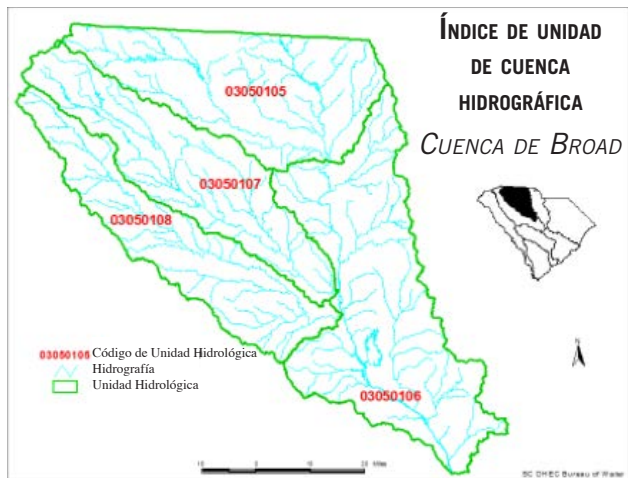 ÍNDICE DE UNIDAD
DE CUENCA
HIDROGRÁFICA
CUENCA DE BROAD
03050105
03050107
03050108
03050106
Código de Unidad Hidrológica
Hidrografía
Unidad Hidrológica
03050106
N
10 0 10 20 Miles
SC DHEC Bureau of Water